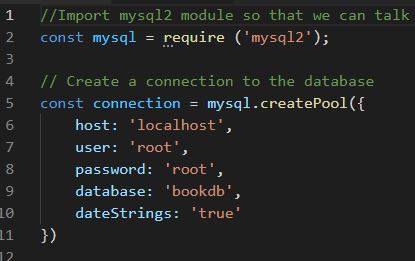 1 //Import mysql2 module so that we can talk
2 const mysql = require ('mysql2');
3
4 // Create a connection to the database
5 const connection = mysql.createPool({
6 host: 'localhost',
7 user: 'root',
8 password: 'root',
9 database: 'bookdb',
10 dateStrings: 'true'
11 })
12